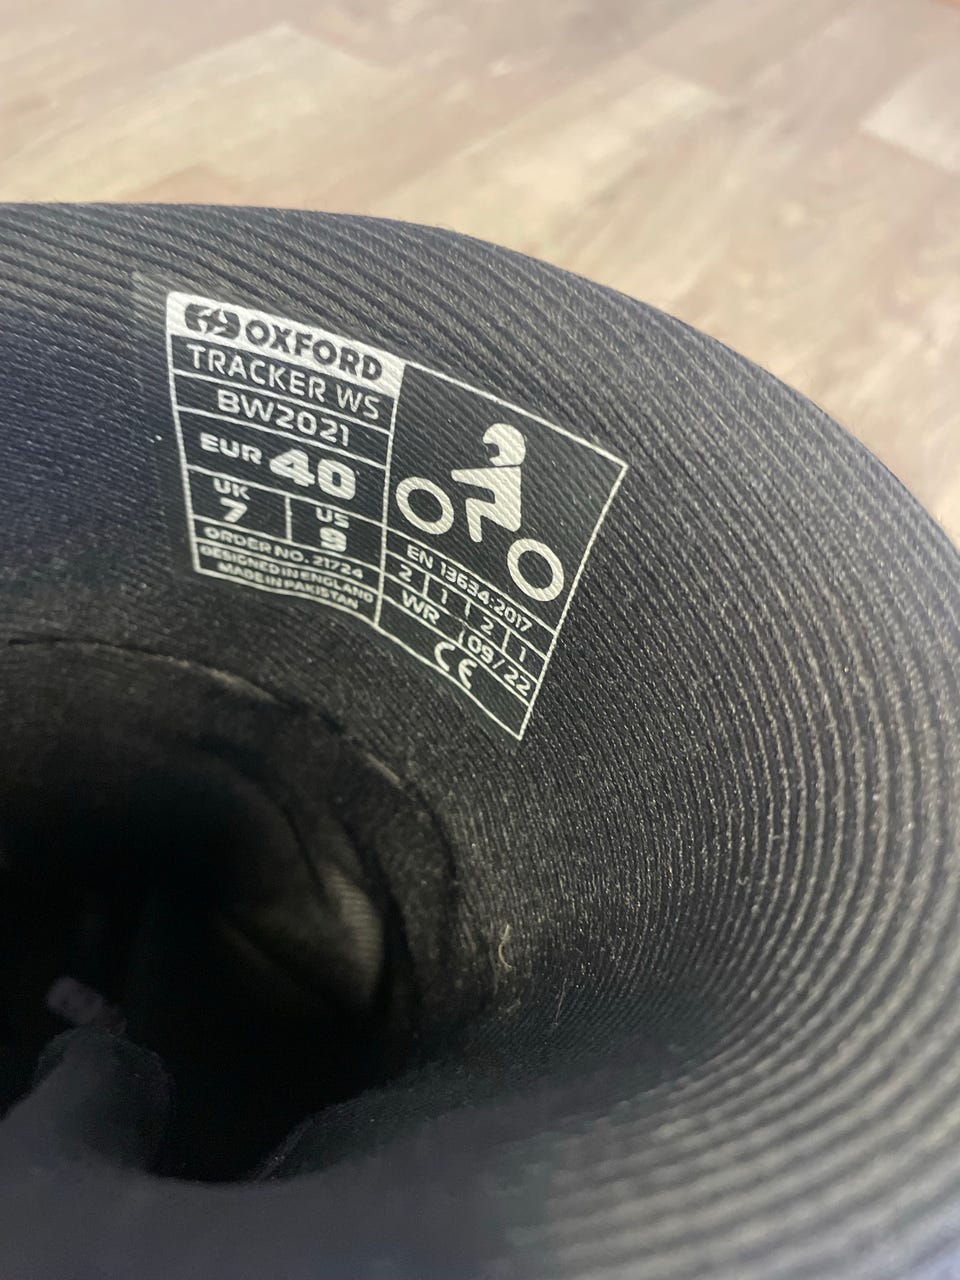 OXFORD
TRACKER WS
BW2021
EUR 40
UK
7
US
9
ORDER NO. 21724
DESIGNED IN ENGLAND
MADE IN PAKISTAN
EN 13634:2017
2 1 2 1
WR 09/22
CE